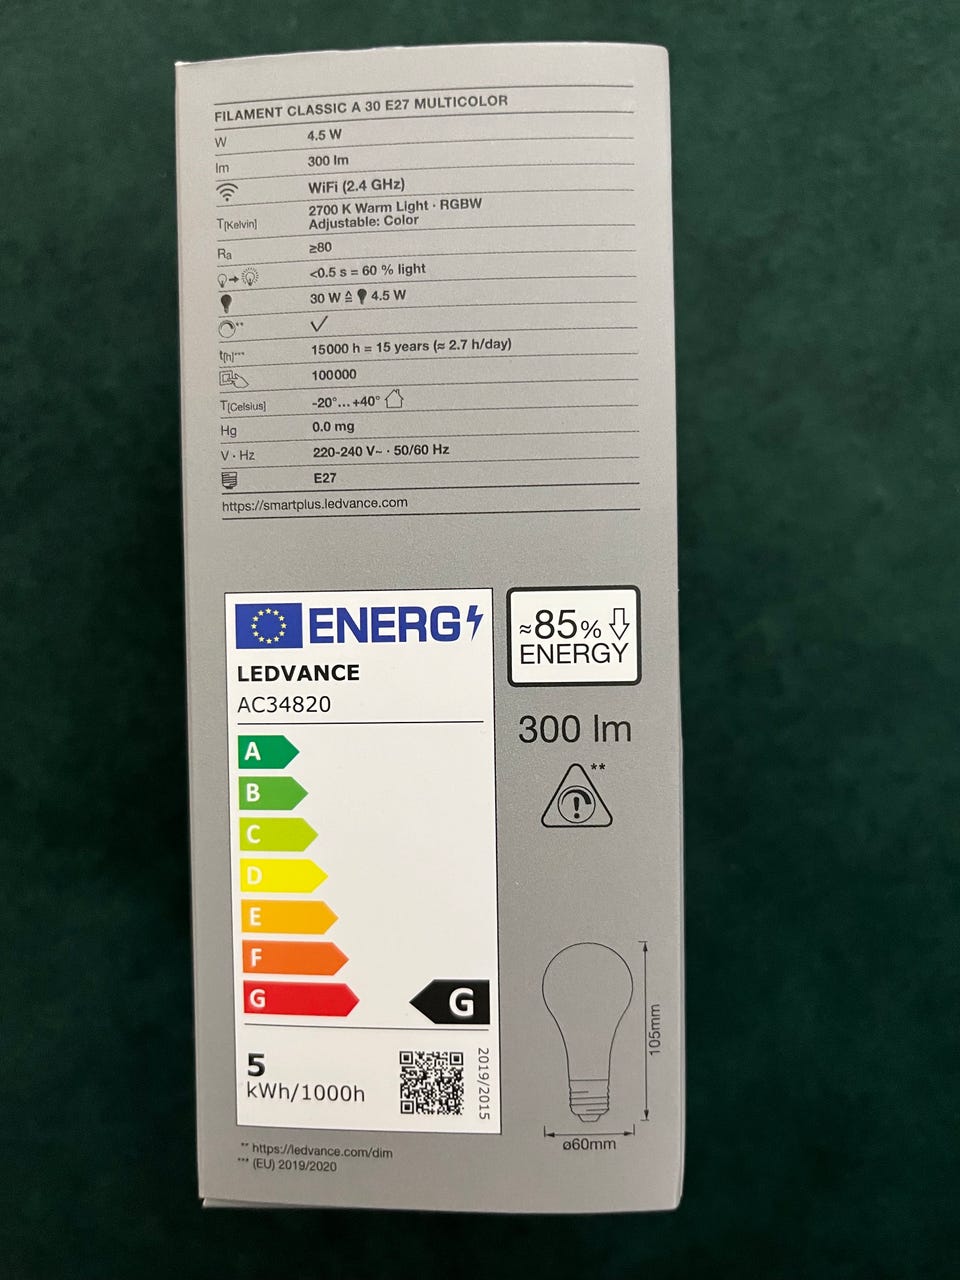 FILAMENT CLASSIC A 30 E27 MULTICOLOR
W 4.5 W
lm 300 lm
WiFi (2.4 GHz)
T[Kelvin] 2700 K Warm Light · RGBW
Adjustable: Color
Ra ≥80
<0.5 s = 60 % light
30 W ≙ 4.5 W
**
t[h]*** 15000 h = 15 years (≈ 2.7 h/day)
100000
T[Celsius] -20°...+40°
Hg 0.0 mg
V · Hz 220-240 V~ · 50/60 Hz
E27
https://smartplus.ledvance.com
ENERG
LEDVANCE
AC34820
A
B
C
D
E
F
G
G
5
kWh/1000h
2019/2015
≈85%
ENERGY
300 lm
**
105mm
ø60mm
** https://ledvance.com/dim
*** (EU) 2019/2020